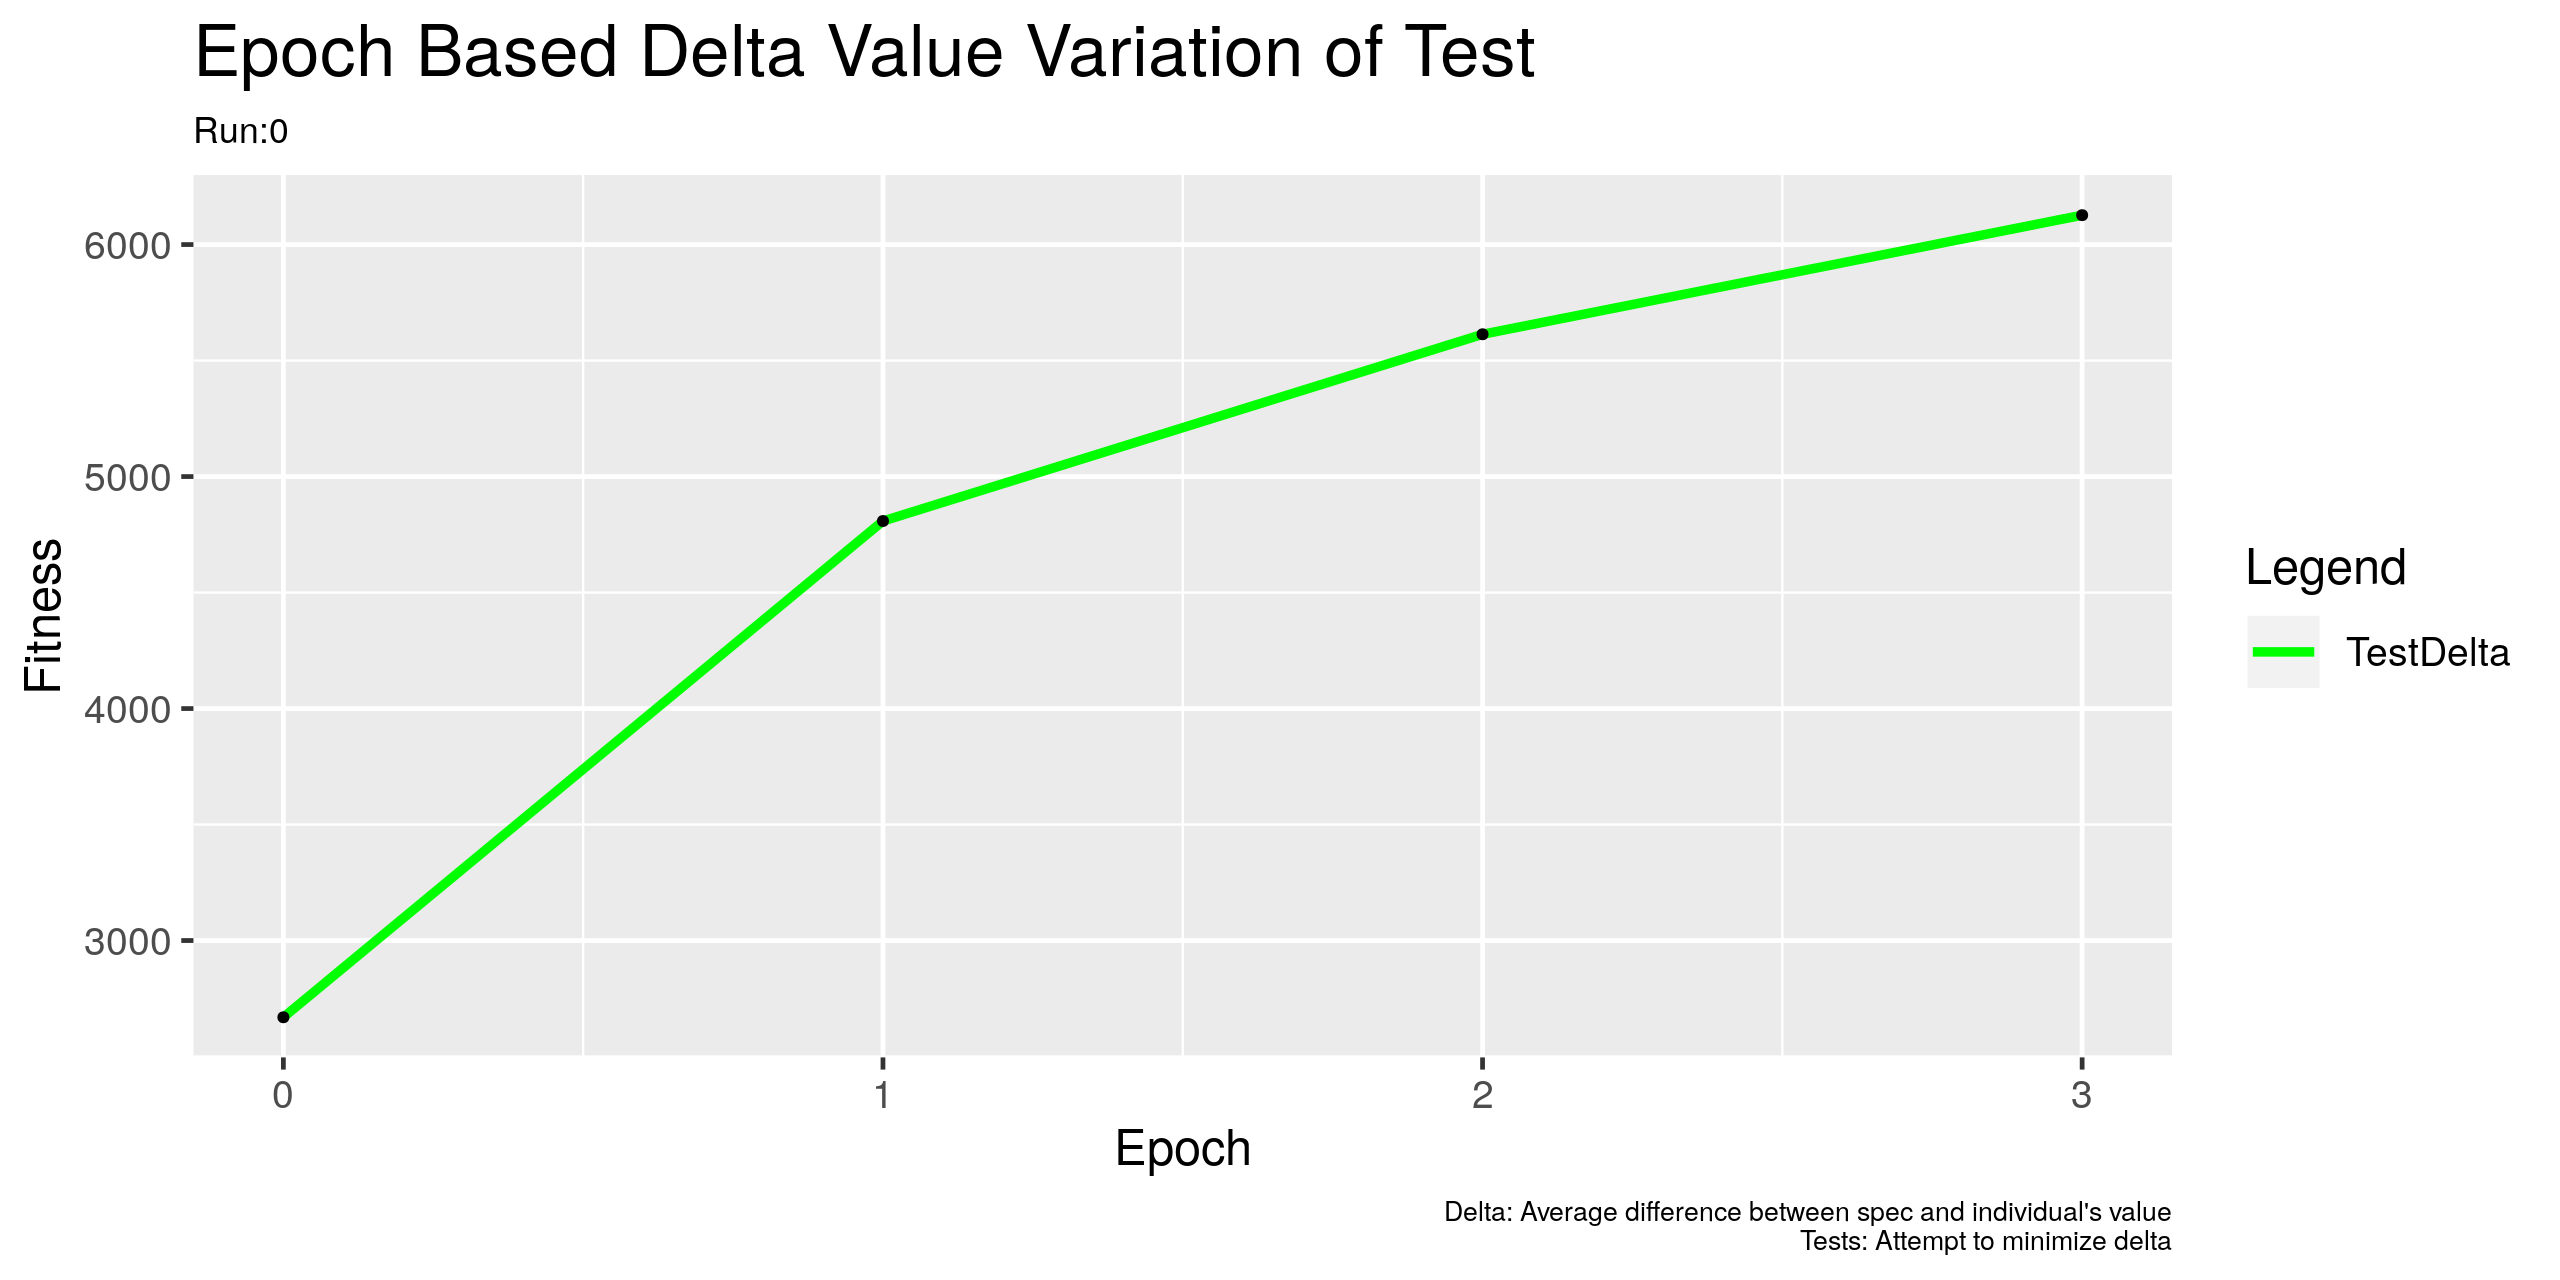 Epoch Based Delta Value Variation of Test
Run:0
6000
5000
4000
3000
Fitness
0 1 2 3
Epoch
Legend
TestDelta
Delta: Average difference between spec and individual's value
Tests: Attempt to minimize delta